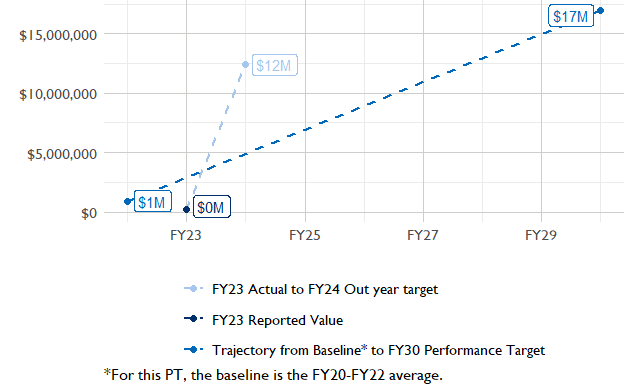 $17M
$15,000,000
$12M
$10,000,000
$5,000,000
$1M
$0M
$0
FY23 FY25 FY27 FY29
FY23 Actual to FY24 Out year target
FY23 Reported Value
Trajectory from Baseline* to FY30 Performance Target
*For this PT, the baseline is the FY20-FY22 average.